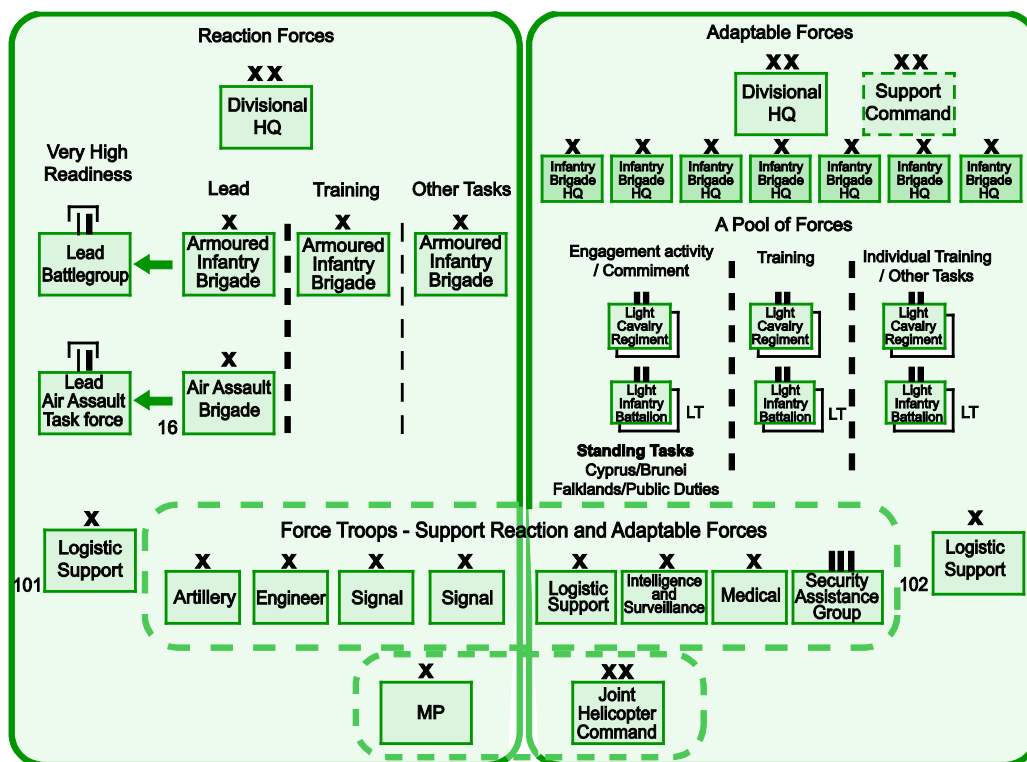 Reaction Forces
XX
Divisional
HQ
Very High
Readiness
Lead
Training
Other Tasks
Lead
Battlegroup
X
Armoured
Infantry
Brigade
X
Armoured
Infantry
Brigade
X
Armoured
Infantry
Brigade
Lead
Air Assault
Task force
16
X
Air Assault
Brigade
X
101
Logistic
Support
Adaptable Forces
XX
Divisional
HQ
XX
Support
Command
X
Infantry
Brigade
HQ
X
Infantry
Brigade
HQ
X
Infantry
Brigade
HQ
X
Infantry
Brigade
HQ
X
Infantry
Brigade
HQ
X
Infantry
Brigade
HQ
X
Infantry
Brigade
HQ
A Pool of Forces
Engagement activity
/ Commiment
Training
Individual Training
/ Other Tasks
Light
Cavalry
Regiment
Light
Cavalry
Regiment
Light
Cavalry
Regiment
Light
Infantry
Battalion
LT
Light
Infantry
Battalion
LT
Light
Infantry
Battalion
LT
Standing Tasks
Cyprus/Brunei
Falklands/Public Duties
X
102
Logistic
Support
Force Troops - Support Reaction and Adaptable Forces
X
Artillery
X
Engineer
X
Signal
X
Signal
X
Logistic
Support
X
Intelligence
and
Surveillance
X
Medical
III
Security
Assistance
Group
X
MP
XX
Joint
Helicopter
Command